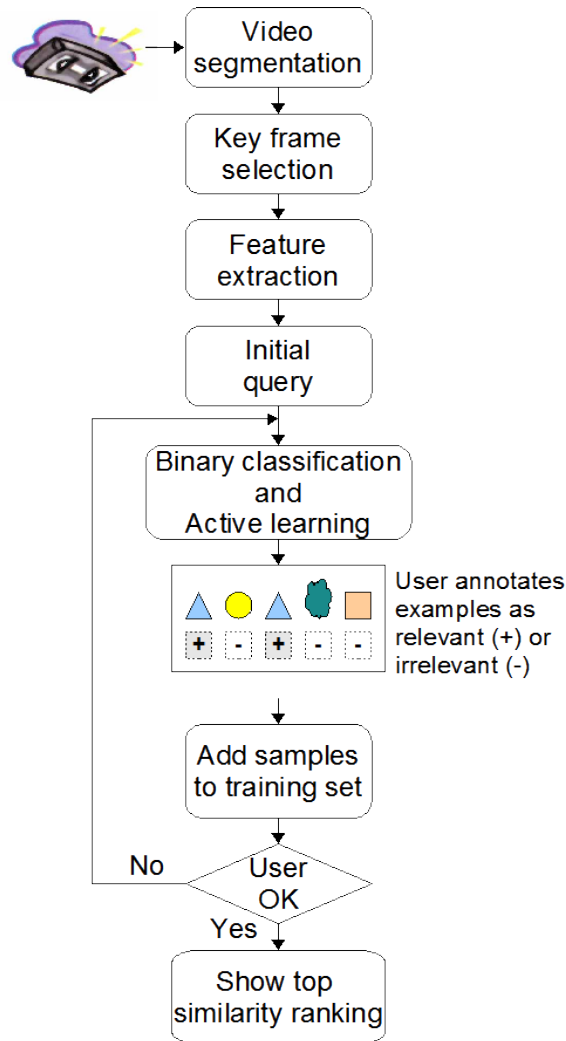 Video
segmentation
Key frame
selection
Feature
extraction
Initial
query
Binary classification
and
Active learning
User annotates
examples as
relevant (+) or
irrelevant (-)
+ - + - -
Add samples
to training set
No
User
OK
Yes
Show top
similarity ranking